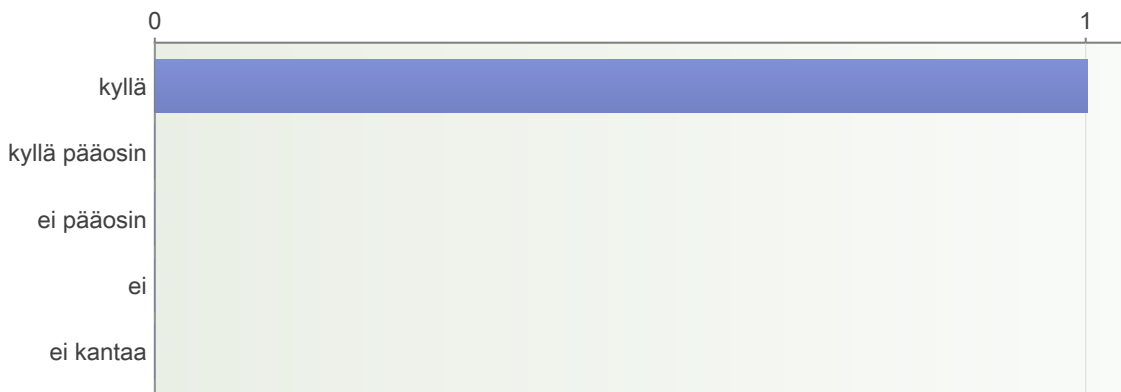 0 1
kyllä
kyllä pääosin
ei pääosin
ei
ei kantaa